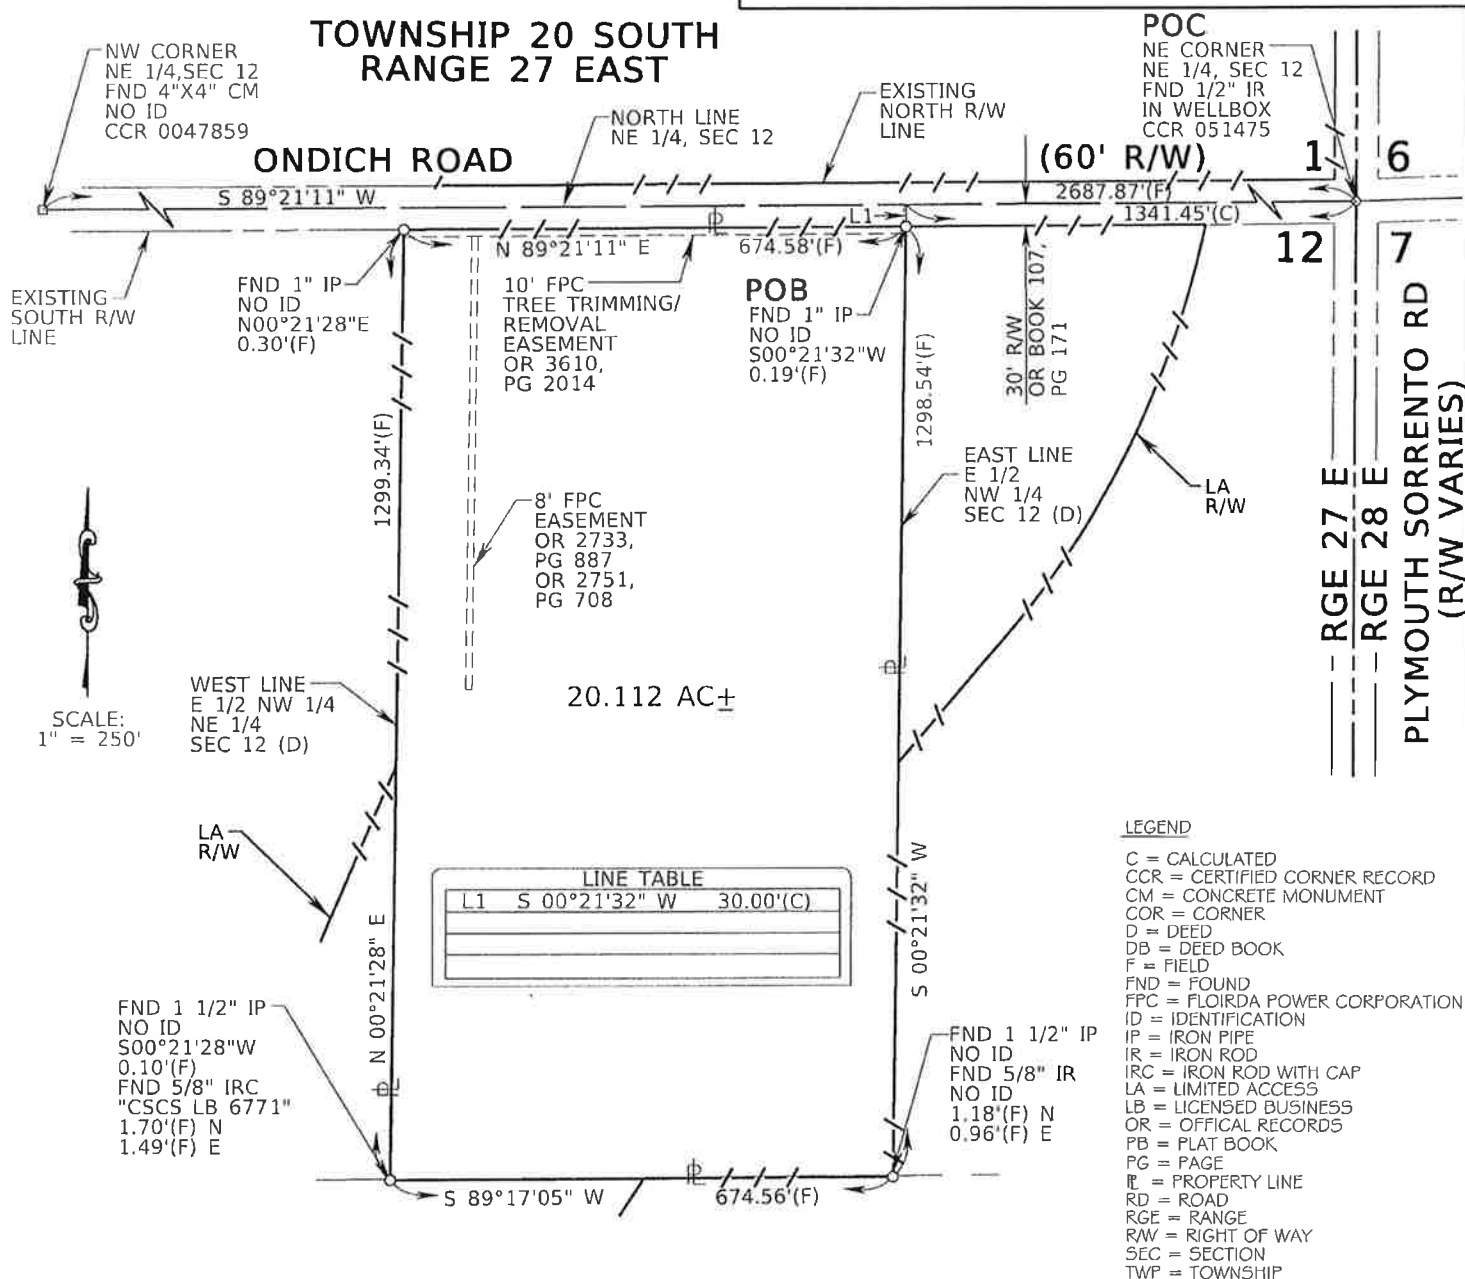 TOWNSHIP 20 SOUTH
RANGE 27 EAST
NW CORNER
NE 1/4,SEC 12
FND 4"X4" CM
NO ID
CCR 0047859
ONDICH ROAD
NORTH LINE
NE 1/4, SEC 12
EXISTING
NORTH R/W
LINE
POC
NE CORNER
NE 1/4, SEC 12
FND 1/2" IR
IN WELLBOX
CCR 051475
(60' R/W)
1
6
12
7
S 89°21'11" W
2687.87'(F)
1341.45'(C)
L1
N 89°21'11" E
674.58'(F)
EXISTING
SOUTH R/W
LINE
FND 1" IP
NO ID
N00°21'28"E
0.30'(F)
10' FPC
TREE TRIMMING/
REMOVAL
EASEMENT
OR 3610,
PG 2014
POB
FND 1" IP
NO ID
S00°21'32"W
0.19'(F)
30' R/W
OR BOOK 107,
PG 171
1299.34'(F)
1298.54'(F)
8' FPC
EASEMENT
OR 2733,
PG 887
OR 2751,
PG 708
EAST LINE
E 1/2
NW 1/4
SEC 12 (D)
LA
R/W
RGE 27 E
RGE 28 E
PLYMOUTH SORRENTO RD
(R/W VARIES)
SCALE:
1" = 250'
WEST LINE
E 1/2 NW 1/4
NE 1/4
SEC 12 (D)
20.112 AC±
LA
R/W
LINE TABLE
L1 S 00°21'32" W 30.00'(C)
N 00°21'28" E
S 00°21'32" W
FND 1 1/2" IP
NO ID
S00°21'28"W
0.10'(F)
FND 5/8" IRC
"CSCS LB 6771"
1.70'(F) N
1.49'(F) E
FND 1 1/2" IP
NO ID
FND 5/8" IR
NO ID
1.18'(F) N
0.96'(F) E
S 89°17'05" W
674.56'(F)
LEGEND
C = CALCULATED
CCR = CERTIFIED CORNER RECORD
CM = CONCRETE MONUMENT
COR = CORNER
D = DEED
DB = DEED BOOK
F = FIELD
FND = FOUND
FPC = FLOIRDA POWER CORPORATION
ID = IDENTIFICATION
IP = IRON PIPE
IR = IRON ROD
IRC = IRON ROD WITH CAP
LA = LIMITED ACCESS
LB = LICENSED BUSINESS
OR = OFFICAL RECORDS
PB = PLAT BOOK
PG = PAGE
PL = PROPERTY LINE
RD = ROAD
RGE = RANGE
R/W = RIGHT OF WAY
SEC = SECTION
TWP = TOWNSHIP